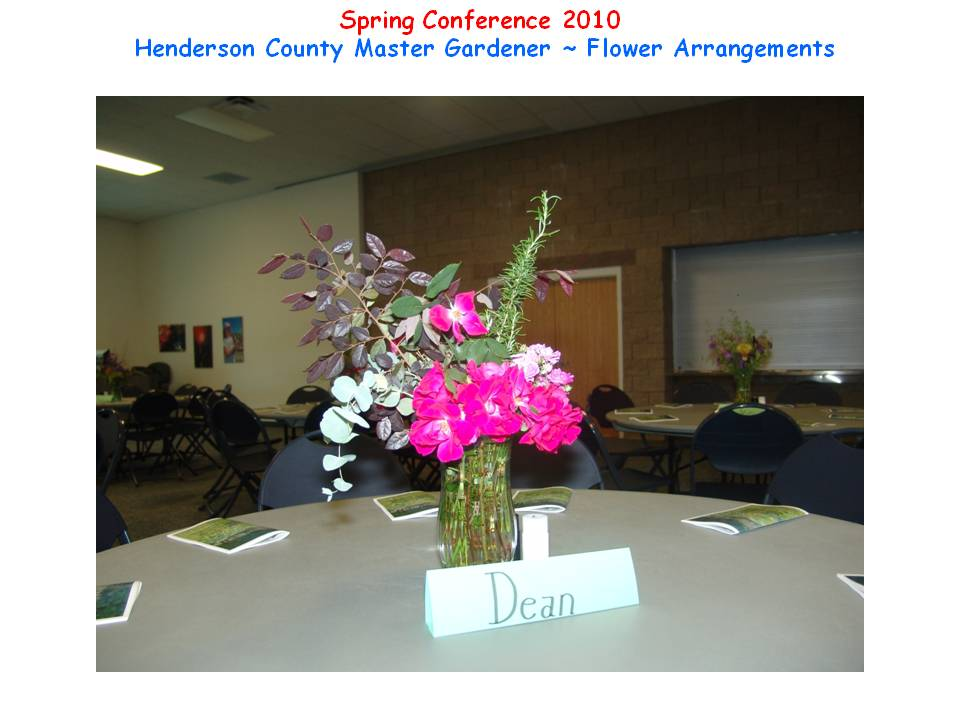 Spring Conference 2010
Henderson County Master Gardener ~ Flower Arrangements
Dean